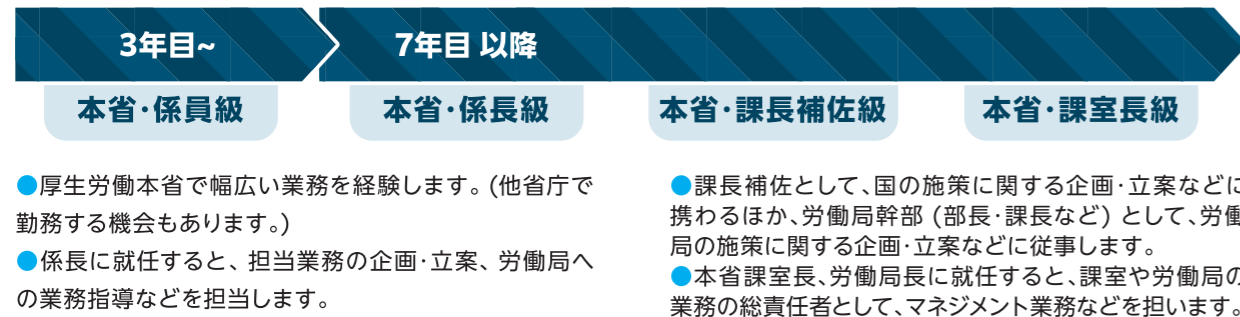 3年目~
7年目 以降
本省・係員級
本省・係長級
本省・課長補佐級
本省・課室長級
●厚生労働本省で幅広い業務を経験します。(他省庁で
勤務する機会もあります。)
●係長に就任すると、担当業務の企画・立案、労働局へ
の業務指導などを担当します。
●課長補佐として、国の施策に関する企画・立案などに
携わるほか、労働局幹部 (部長・課長など) として、労働
局の施策に関する企画・立案などに従事します。
●本省課室長、労働局長に就任すると、課室や労働局の
業務の総責任者として、マネジメント業務などを担います。